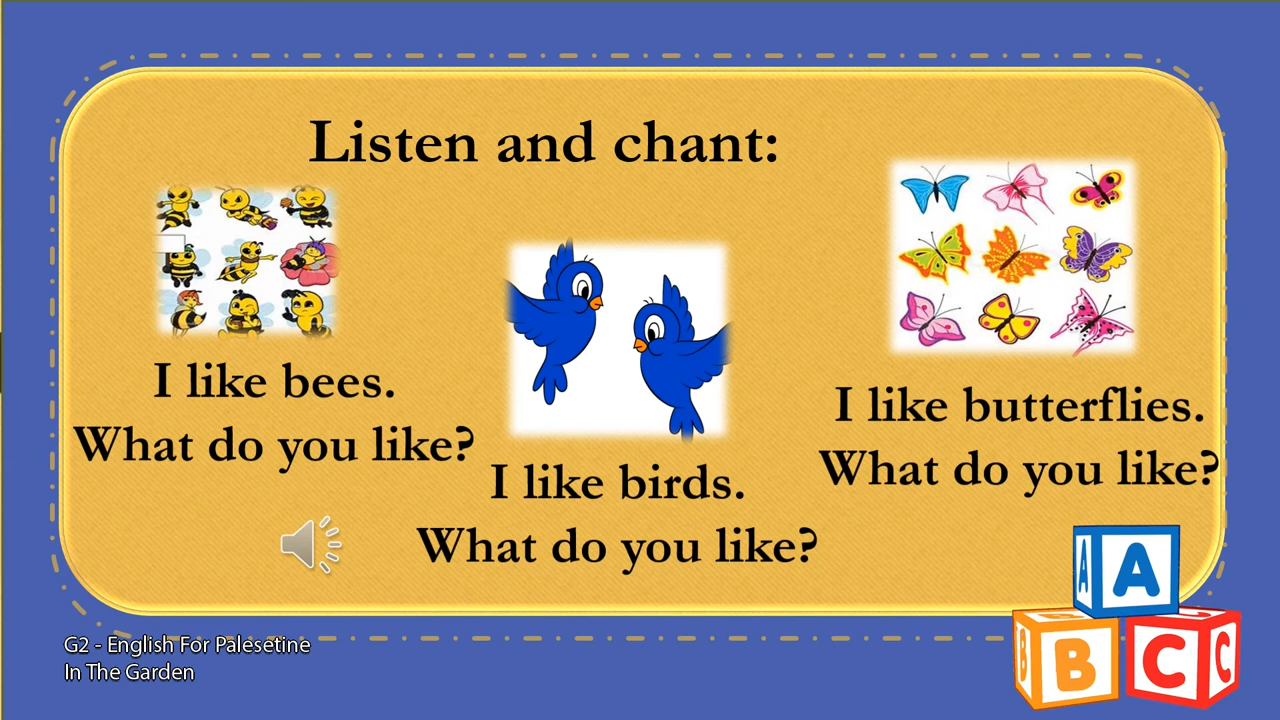 Listen and chant:
I like bees.
What do you like?
I like birds.
What do you like?
I like butterflies.
What do you like?
G2 - English For Palesetine
In The Garden
A
A
B
B
C
C